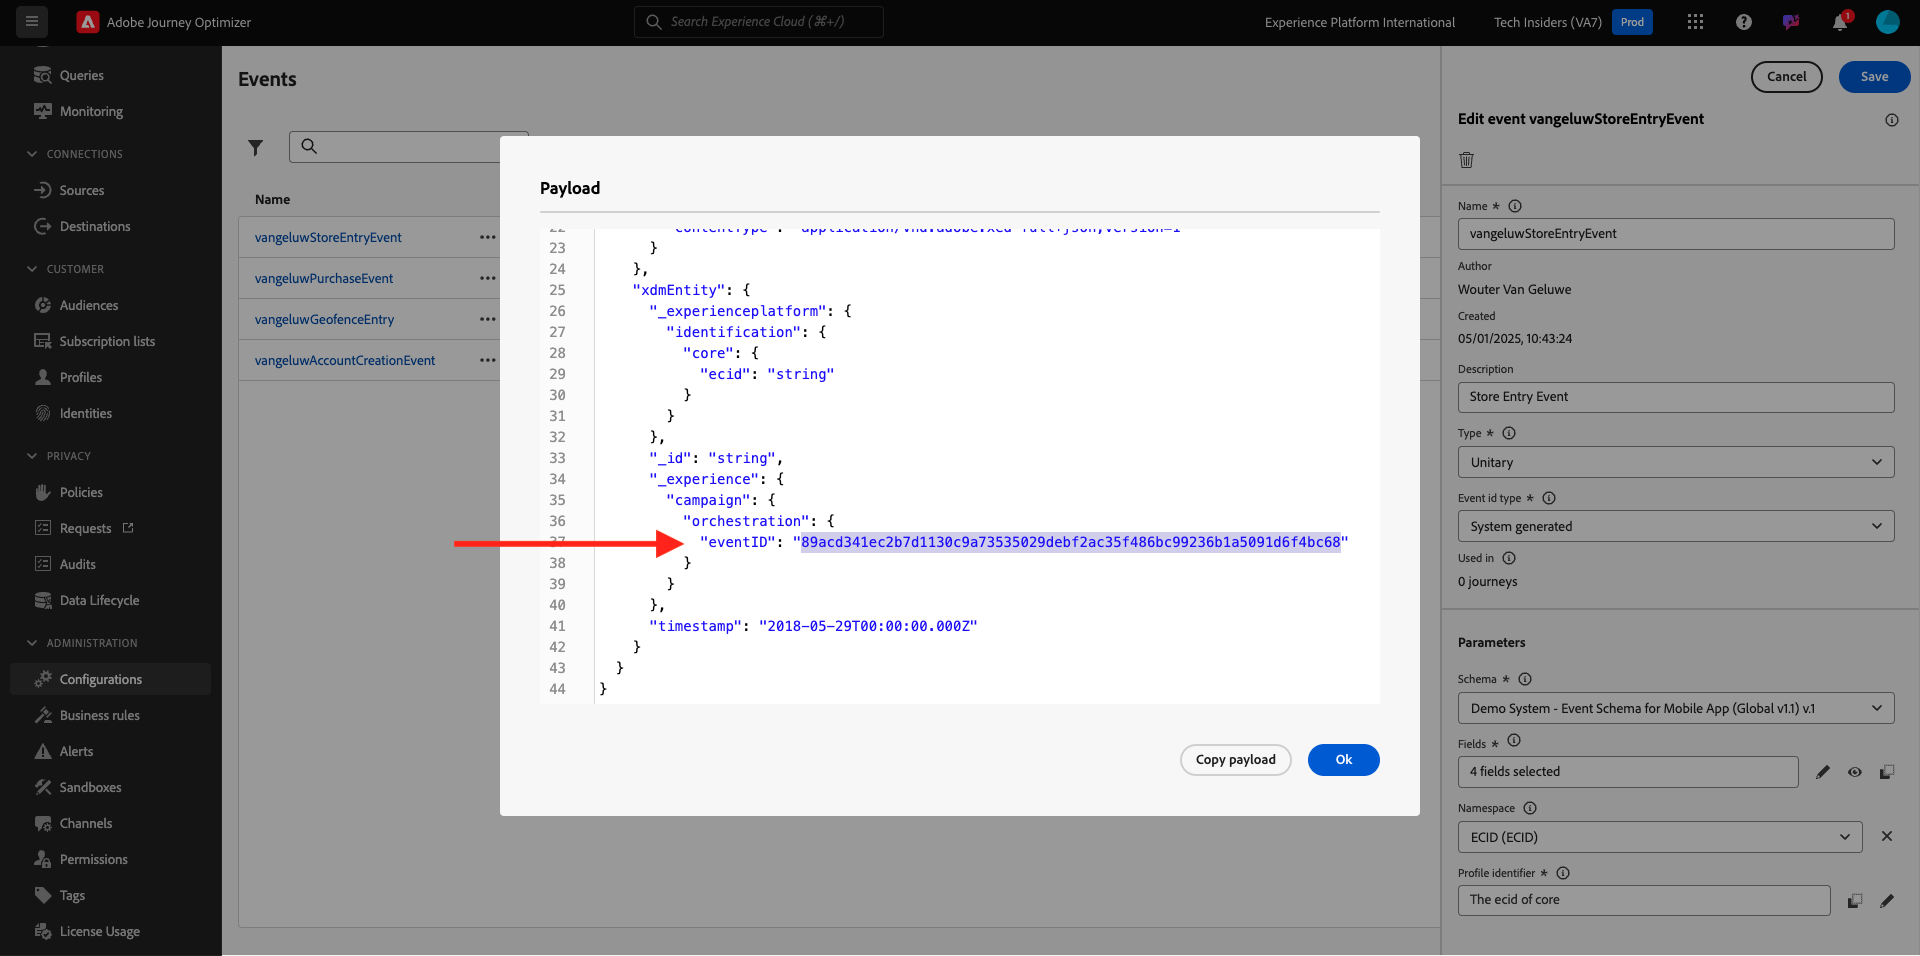 Adobe Journey Optimizer
Search Experience Cloud (⌘+/)
Experience Platform International
Tech Insiders (VA7)
Prod
1
Queries
Monitoring
CONNECTIONS
Sources
Destinations
CUSTOMER
Audiences
Subscription lists
Profiles
Identities
PRIVACY
Policies
Requests
Audits
Data Lifecycle
ADMINISTRATION
Configurations
Business rules
Alerts
Sandboxes
Channels
Permissions
Tags
License Usage
Events
Name
vangeluwStoreEntryEvent
vangeluwPurchaseEvent
vangeluwGeofenceEntry
vangeluwAccountCreationEvent
Payload
23 }
24 },
25 "xdmEntity": {
26 "_experienceplatform": {
27 "identification": {
28 "core": {
29 "ecid": "string"
30 }
31 }
32 },
33 "_id": "string",
34 "_experience": {
35 "campaign": {
36 "orchestration": {
37 "eventID": "89acd341ec2b7d1130c9a73535029debf2ac35f486bc99236b1a5091d6f4bc68"
38 }
39 }
40 },
41 "timestamp": "2018-05-29T00:00:00.000Z"
42 }
43 }
44 }
Copy payload
Ok
Cancel
Save
Edit event vangeluwStoreEntryEvent
Name *
vangeluwStoreEntryEvent
Author
Wouter Van Geluwe
Created
05/01/2025, 10:43:24
Description
Store Entry Event
Type *
Unitary
Event id type *
System generated
Used in
0 journeys
Parameters
Schema *
Demo System - Event Schema for Mobile App (Global v1.1) v.1
Fields *
4 fields selected
Namespace
ECID (ECID)
Profile identifier *
The ecid of core